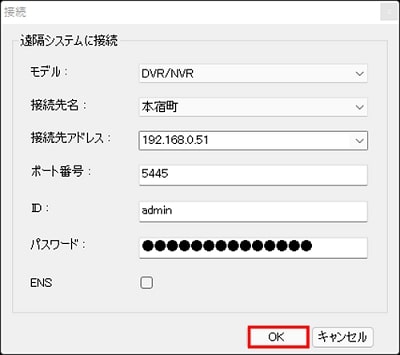 接続
遠隔システムに接続
モデル： DVR/NVR
接続先名： 本宿町
接続先アドレス： 192.168.0.51
ポート番号： 5445
ID： admin
パスワード： ●●●●●●●●●●●●●●
ENS
OK キャンセル